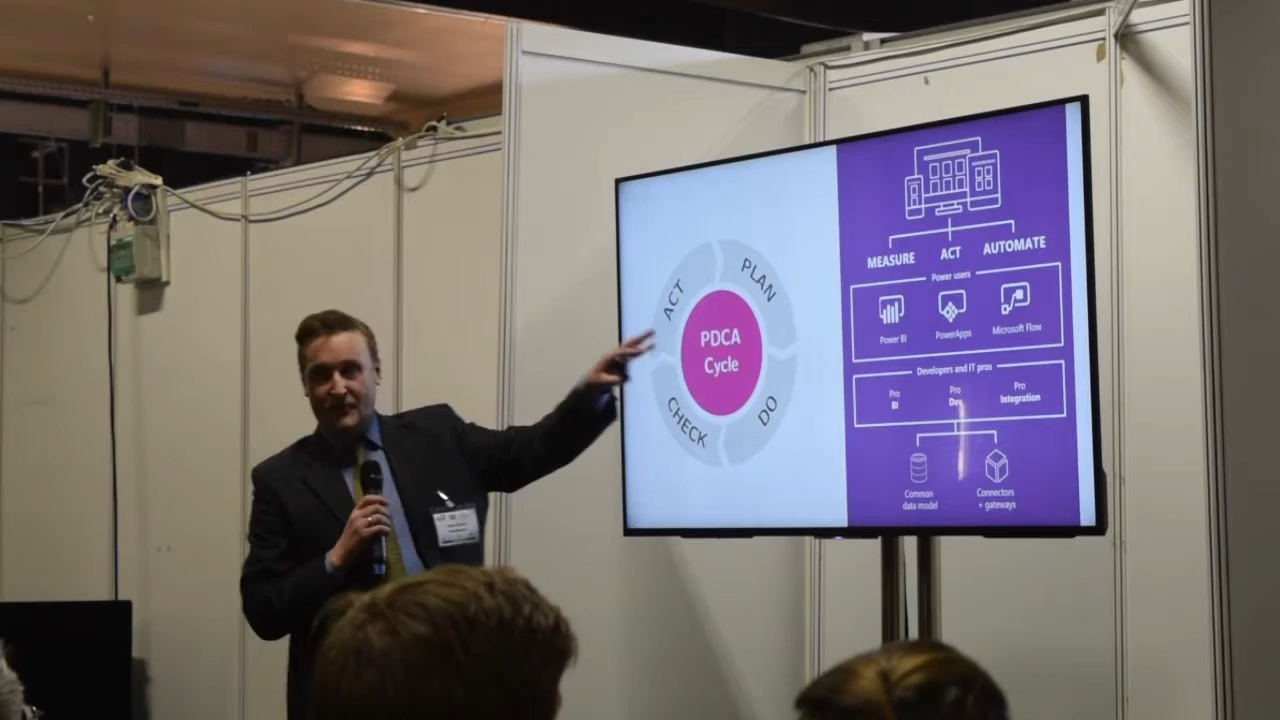 ACT
PLAN
PDCA
Cycle
CHECK
DO
MEASURE ACT AUTOMATE
Power users
Power BI PowerApps Microsoft Flow
Developers and IT pros
Pro Pro Pro
BI Dev Integration
Common Connectors
data model + gateways